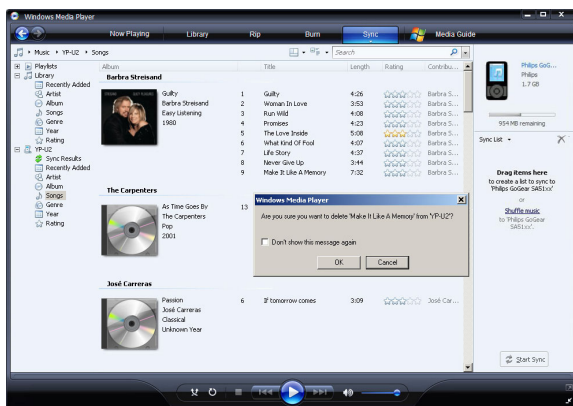 Windows Media Player
Now Playing Library Rip Burn Sync Media Guide
Music YP-U2 Songs
Search
Playlists
Library
Recently Added
Artist
Album
Songs
Genre
Year
Rating
YP-U2
Sync Results
Recently Added
Artist
Album
Songs
Genre
Year
Rating
Album Title Length Rating Contribu...
Barbra Streisand
Guilty
Barbra Streisand
Easy Listening
1980
1 Guilty 4:26 Barbra S...
2 Woman In Love 3:53 Barbra S...
3 Run Wild 4:08 Barbra S...
4 Promises 4:23 Barbra S...
5 The Love Inside 5:08 Barbra S...
6 What Kind Of Fool 4:07 Barbra S...
7 Life Story 4:37 Barbra S...
8 Never Give Up 3:44 Barbra S...
9 Make It Like A Memory 7:32 Barbra S...
The Carpenters
As Time Goes By
The Carpenters
Pop
2001
13
Windows Media Player
Are you sure you want to delete 'Make It Like A Memory' from 'YP-U2'?
Don't show this message again
OK Cancel
José Carreras
Passion
José Carreras
Classical
Unknown Year
6 If tomorrow comes 3:09 José Car...
Philips GoG...
Philips
1.7 GB
954 MB remaining
Sync List
Drag items here
to create a list to sync to
'Philips GoGear SA51xx'.
or
Shuffle music
to 'Philips GoGear
SA51xx'.
Start Sync